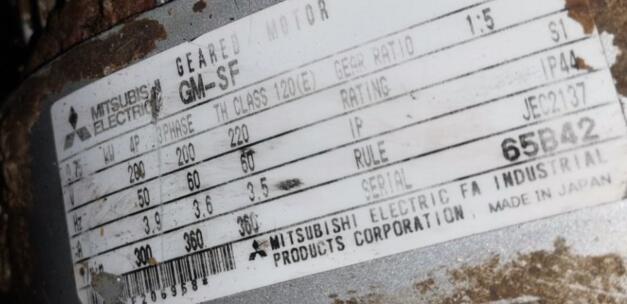 GEARED MOTOR
MITSUBISHI
ELECTRIC GM-SF
kW 4P 3PHASE TH CLASS 120(E) GEAR RATIO 1:5
200 200 220 RATING S1
50 60 60 IP IP44
Hz 3.9 3.6 3.5 RULE JEC2137
300 360 360 SERIAL 65B42
MITSUBISHI ELECTRIC FA INDUSTRIAL
PRODUCTS CORPORATION. MADE IN JAPAN